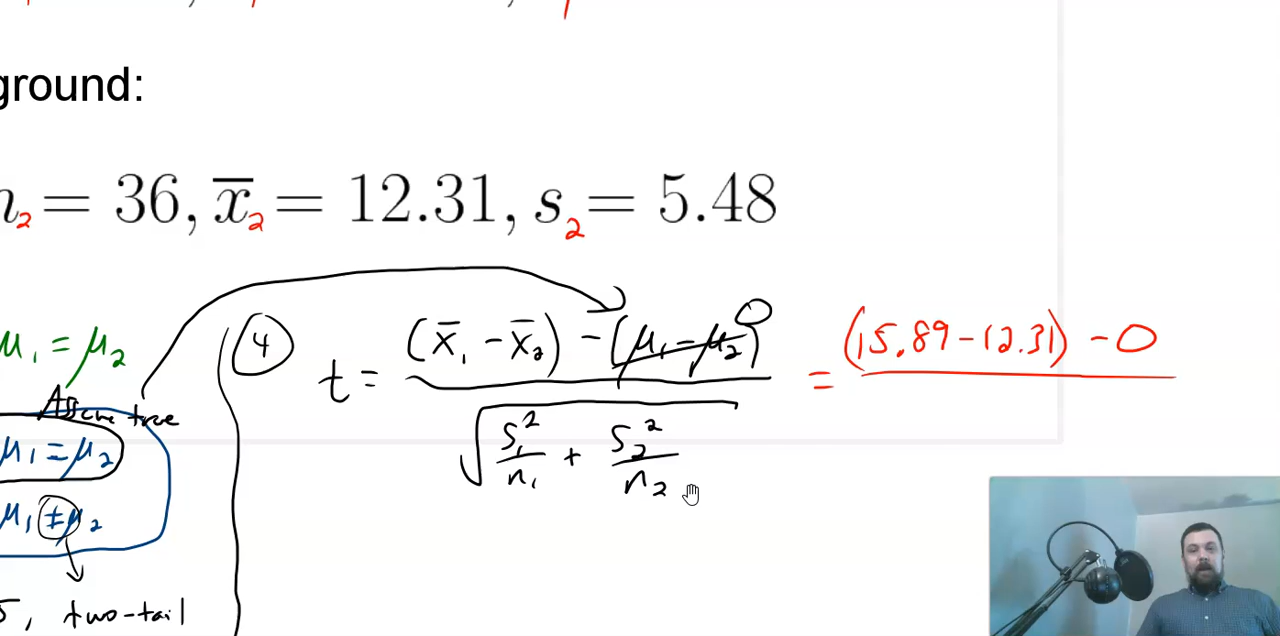 ground:
n₂ = 36, x̅₂ = 12.31, s₂ = 5.48
μ₁ = μ₂
Assume true
μ₁ = μ₂
μ₁ ≠ μ₂
5, two-tail
④ t = ((x̅₁ - x̅₂) - (μ₁ - μ₂) 0) / √(s₁²/n₁ + s₂²/n₂) = (15.89 - 12.31) - 0